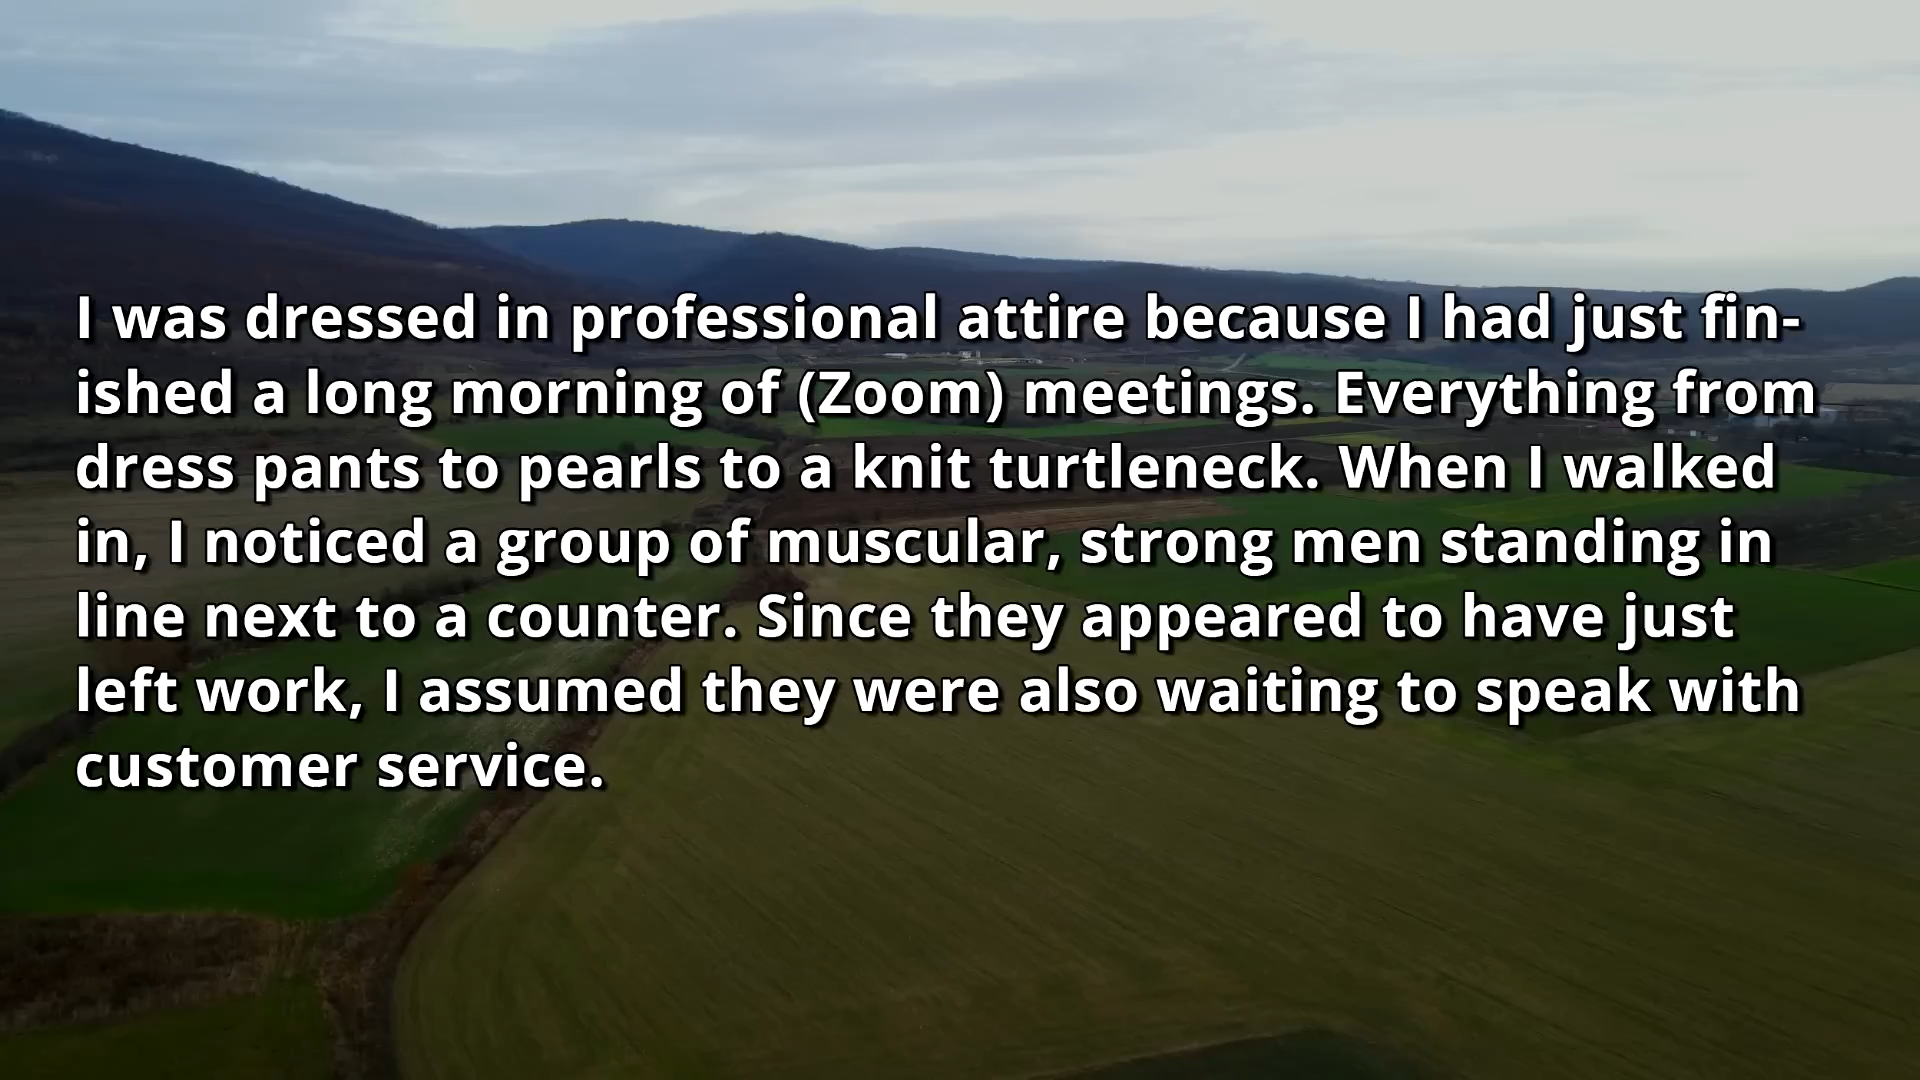 I was dressed in professional attire because I had just fin-
ished a long morning of (Zoom) meetings. Everything from
dress pants to pearls to a knit turtleneck. When I walked
in, I noticed a group of muscular, strong men standing in
line next to a counter. Since they appeared to have just
left work, I assumed they were also waiting to speak with
customer service.